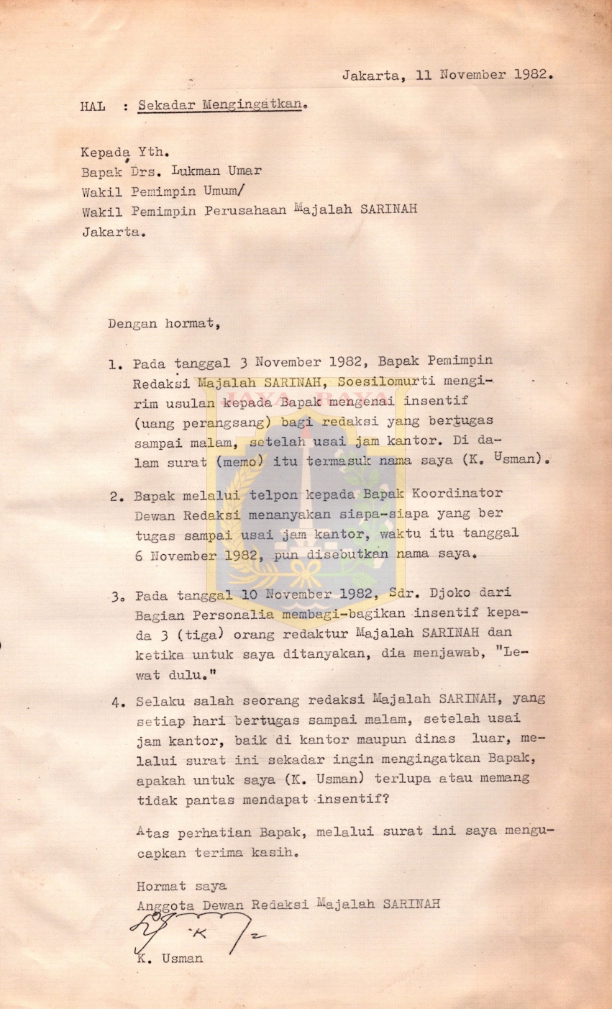 Jakarta, 11 November 1982.
HAL : Sekadar Mengingatkan.
Kepada Yth.
Bapak Drs. Lukman Umar
Wakil Pemimpin Umum/
Wakil Pemimpin Perusahaan Majalah SARINAH
Jakarta.
Dengan hormat,
1. Pada tanggal 3 November 1982, Bapak Pemimpin
Redaksi Majalah SARINAH, Soesilomurti mengi-
rim usulan kepada Bapak mengenai insentif
(uang perangsang) bagi redaksi yang bertugas
sampai malam, setelah usai jam kantor. Di da-
lam surat (memo) itu termasuk nama saya (K. Usman).
2. Bapak melalui telpon kepada Bapak Koordinator
Dewan Redaksi menanyakan siapa-siapa yang ber
tugas sampai usai jam kantor, waktu itu tanggal
6 November 1982, pun disebutkan nama saya.
3. Pada tanggal 10 November 1982, Sdr. Djoko dari
Bagian Personalia membagi-bagikan insentif kepa-
da 3 (tiga) orang redaktur Majalah SARINAH dan
ketika untuk saya ditanyakan, dia menjawab, "Le-
wat dulu."
4. Selaku salah seorang redaksi Majalah SARINAH, yang
setiap hari bertugas sampai malam, setelah usai
jam kantor, baik di kantor maupun dinas luar, me-
lalui surat ini sekadar ingin mengingatkan Bapak,
apakah untuk saya (K. Usman) terlupa atau memang
tidak pantas mendapat insentif?
Atas perhatian Bapak, melalui surat ini saya mengu-
capkan terima kasih.
Hormat saya
Anggota Dewan Redaksi Majalah SARINAH
K. Usman
JAYA RAYA